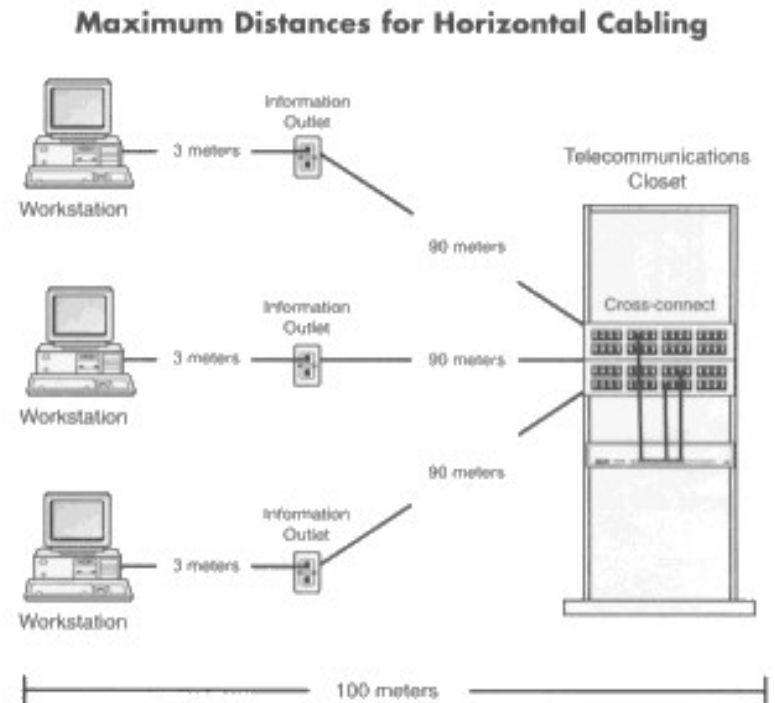 Maximum Distances for Horizontal Cabling
Information
Outlet
3 meters
Workstation
Telecommunications
Closet
90 meters
Cross-connect
Information
Outlet
3 meters
90 meters
Workstation
90 meters
Information
Outlet
3 meters
Workstation
100 meters